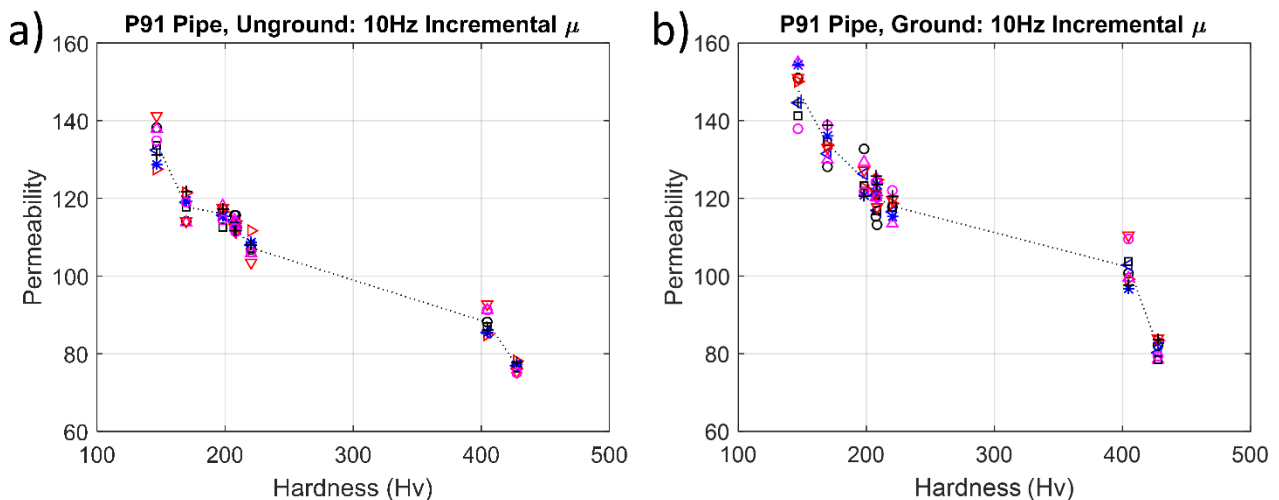 a)
P91 Pipe, Unground: 10Hz Incremental μ
160
140
120
100
80
60
Permeability
100
200
300
400
500
Hardness (Hv)
b)
P91 Pipe, Ground: 10Hz Incremental μ
160
140
120
100
80
60
Permeability
100
200
300
400
500
Hardness (Hv)